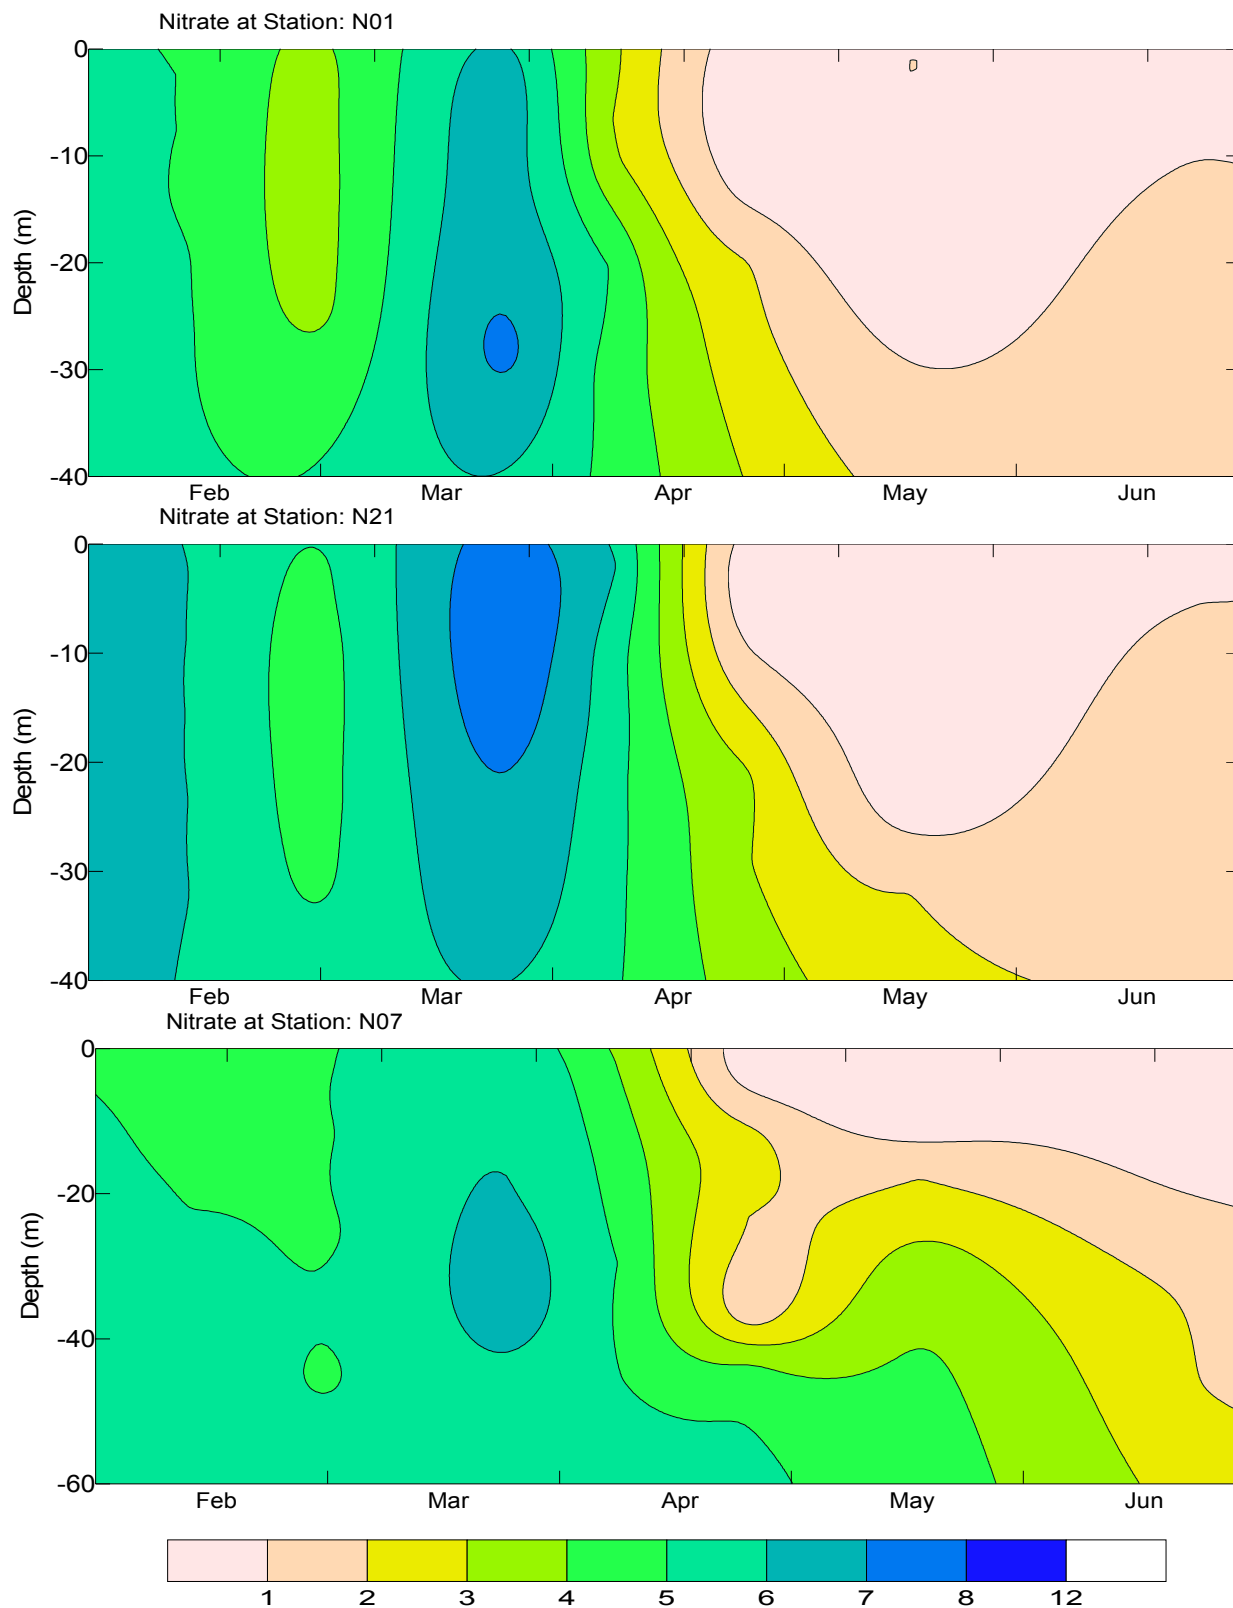 Nitrate at Station: N01
0
-10
-20
-30
-40
Depth (m)
Feb Mar Apr May Jun
Nitrate at Station: N21
0
-10
-20
-30
-40
Depth (m)
Feb Mar Apr May Jun
Nitrate at Station: N07
0
-20
-40
-60
Depth (m)
Feb Mar Apr May Jun
1 2 3 4 5 6 7 8 12